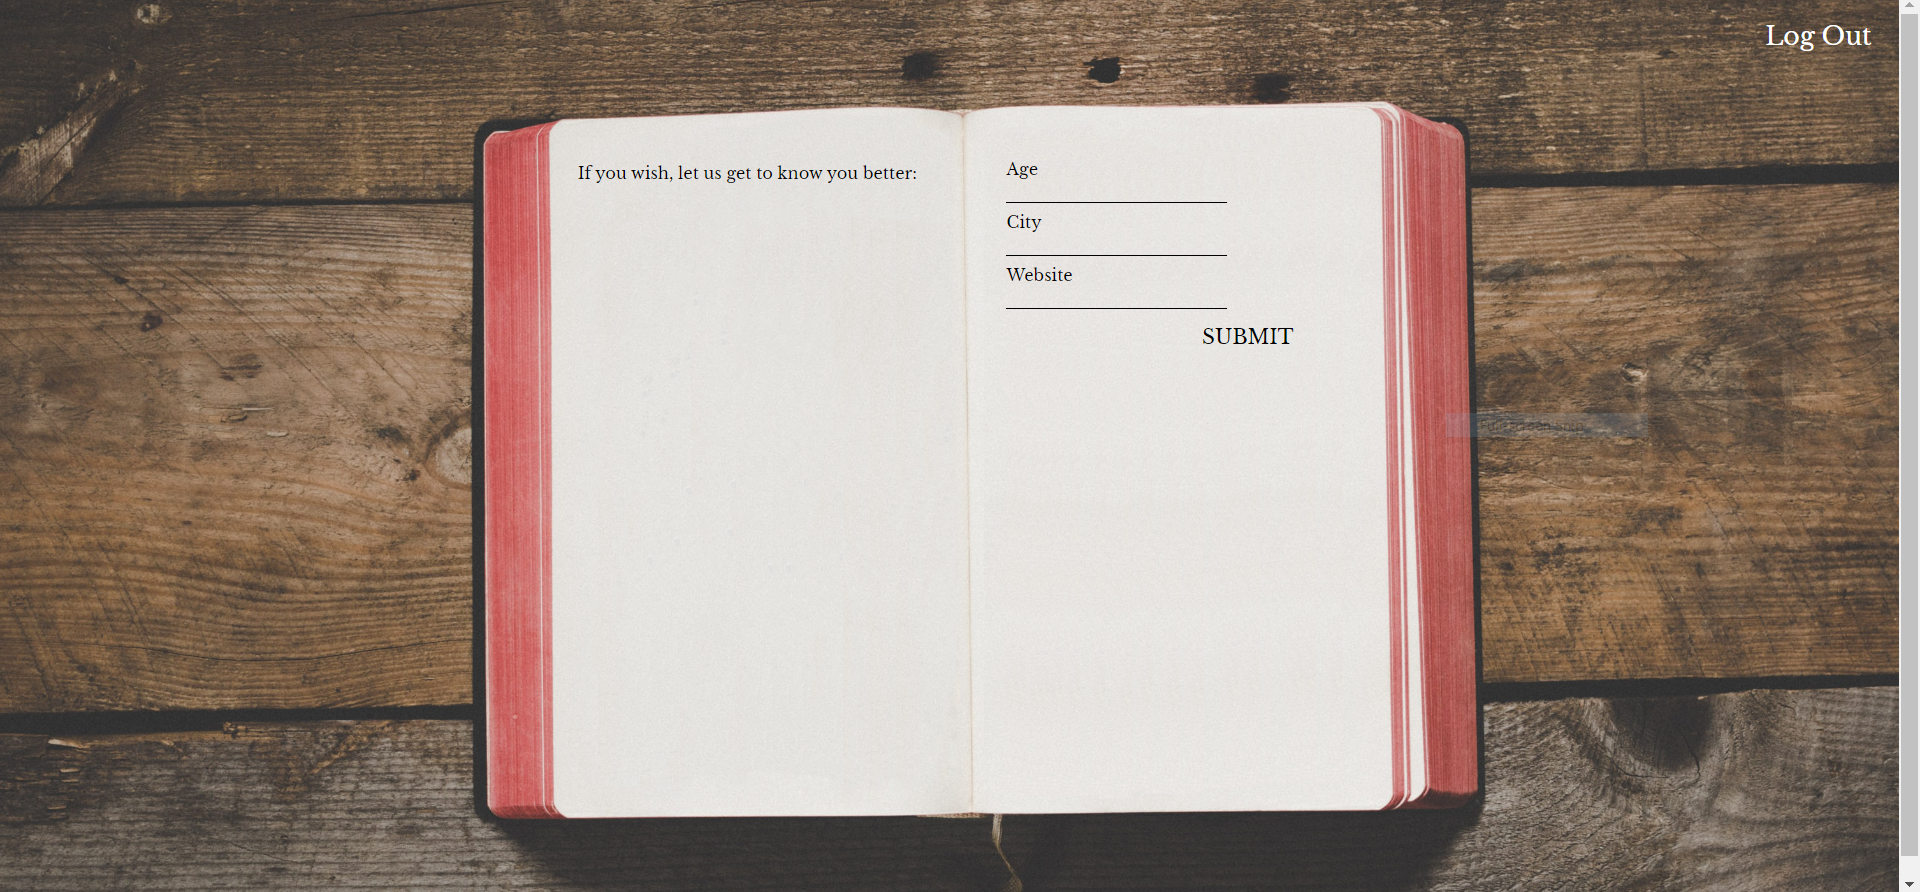 Log Out
If you wish, let us get to know you better:
Age
City
Website
SUBMIT